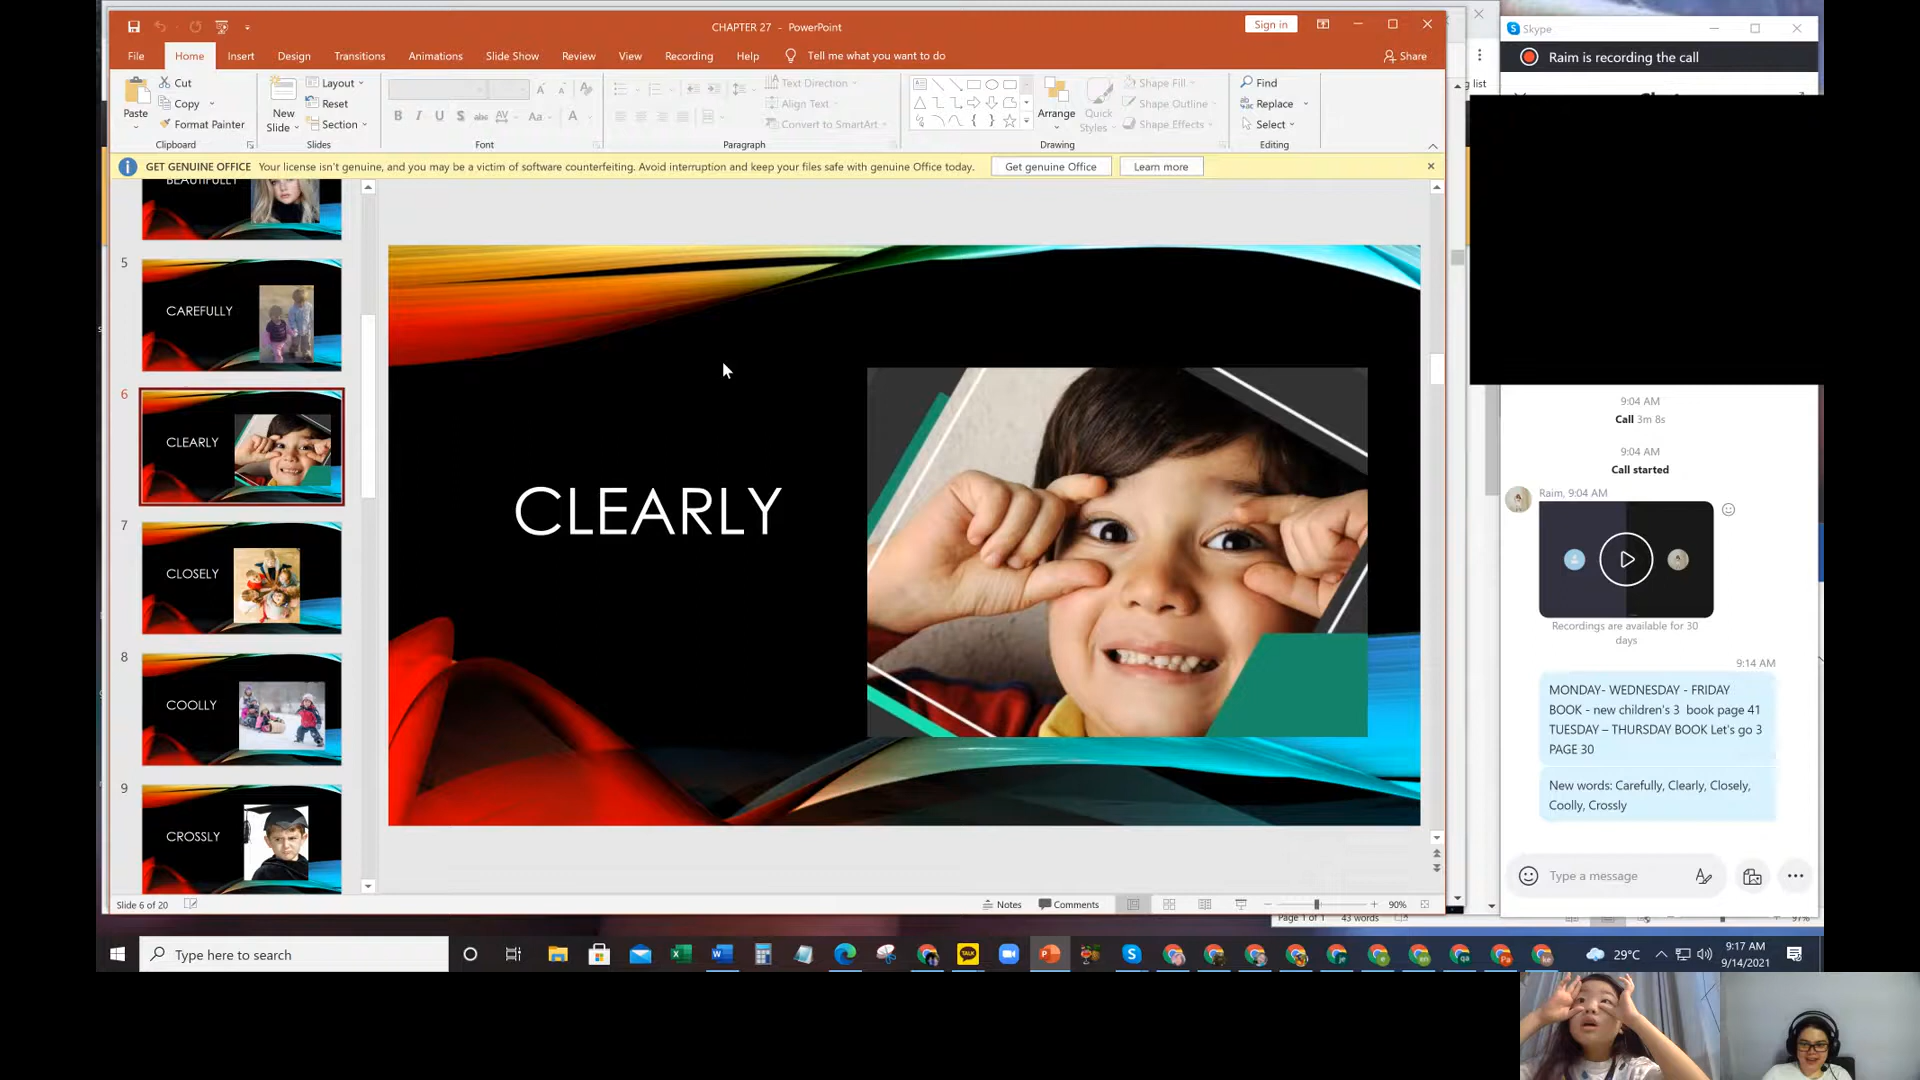 CHAPTER 27 - PowerPoint
Sign in
File Home Insert Design Transitions Animations Slide Show Review View Recording Help Tell me what you want to do
Share
Paste
Cut
Copy
Format Painter
Clipboard
New
Slide
Layout
Reset
Section
Slides
Font
Text Direction
Align Text
Convert to SmartArt
Paragraph
Arrange
Quick
Styles
Shape Fill
Shape Outline
Shape Effects
Drawing
Find
Replace
Select
Editing
GET GENUINE OFFICE Your license isn't genuine, and you may be a victim of software counterfeiting. Avoid interruption and keep your files safe with genuine Office today.
Get genuine Office
Learn more
BEAUTIFULLY
5
CAREFULLY
6
CLEARLY
7
CLOSELY
8
COOLLY
9
CROSSLY
CLEARLY
Slide 6 of 20
Notes
Comments
90%
Page 1 of 1 43 words
97%
Skype
Raim is recording the call
9:04 AM
Call 3m 8s
9:04 AM
Call started
Raim, 9:04 AM
Recordings are available for 30
days
9:14 AM
MONDAY- WEDNESDAY - FRIDAY
BOOK - new children's 3 book page 41
TUESDAY – THURSDAY BOOK Let's go 3
PAGE 30
New words: Carefully, Clearly, Closely,
Coolly, Crossly
Type a message
Type here to search
29°C
9:17 AM
9/14/2021